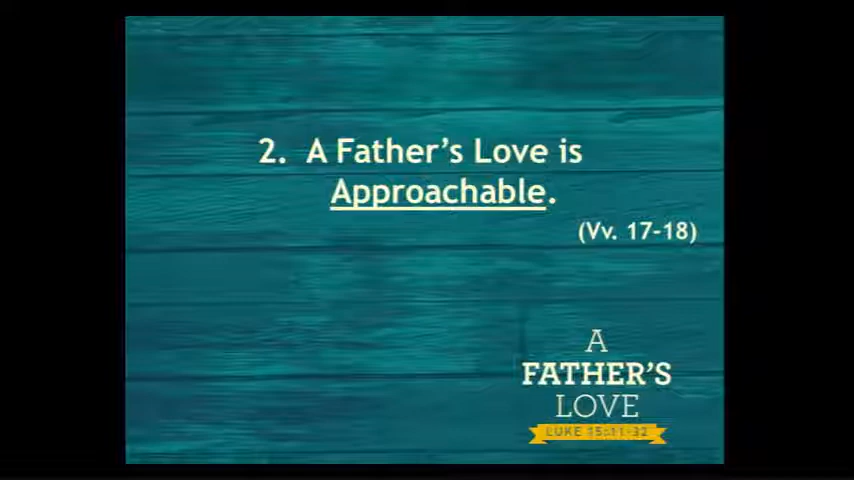 2. A Father's Love is
Approachable.
(Vv. 17-18)
A
FATHER'S
LOVE
LUKE 15:11-32